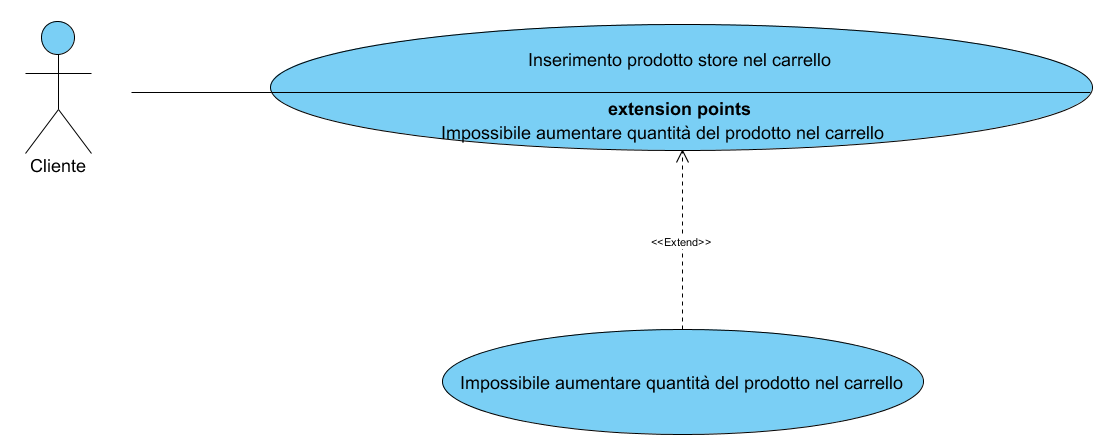 Inserimento prodotto store nel carrello
extension points
Impossibile aumentare quantità del prodotto nel carrello
Cliente
<<Extend>>
Impossibile aumentare quantità del prodotto nel carrello